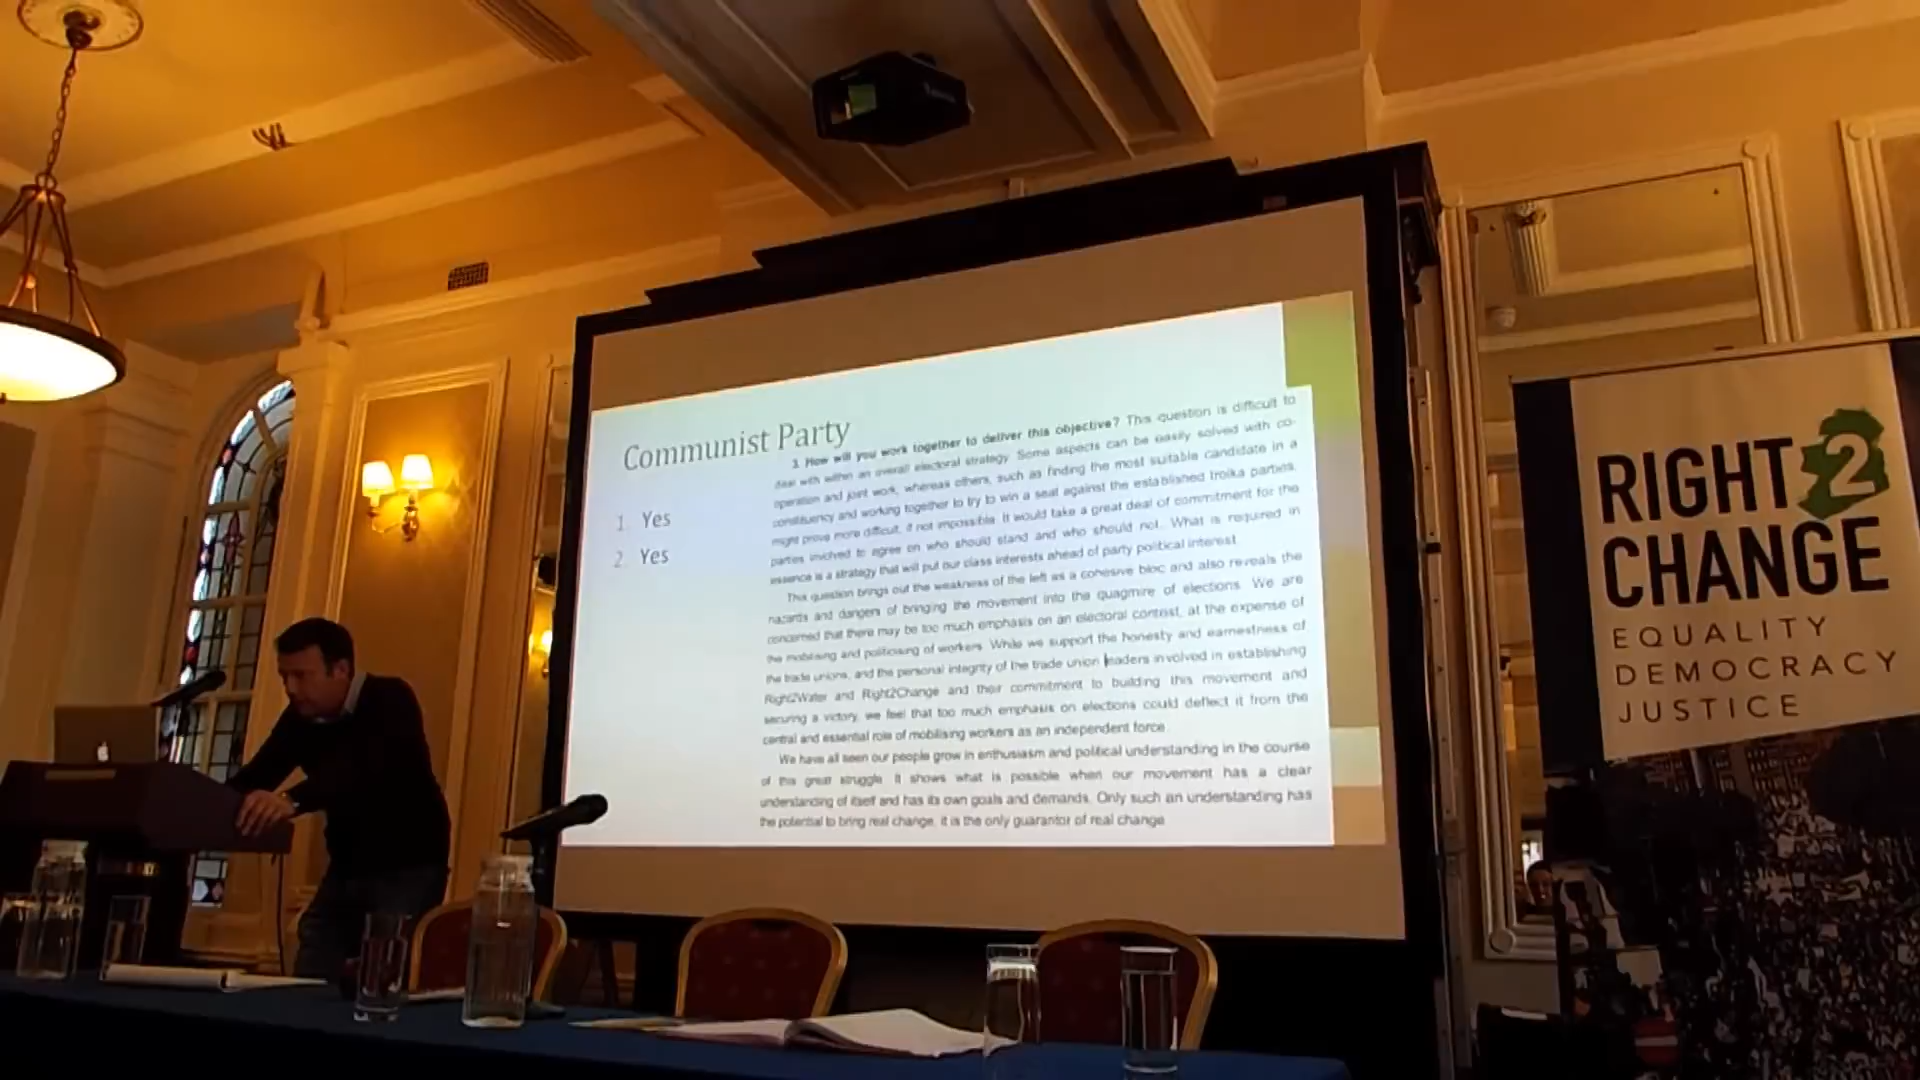 Communist Party
1. Yes
2. Yes
3. How will you work together to deliver this objective? This question is difficult to
deal with within an overall electoral strategy. Some aspects can be easily solved with co-
operation and joint work, whereas others, such as finding the most suitable candidate in a
constituency and working together to try to win a seat against the established troika parties,
might prove more difficult, if not impossible. It would take a great deal of commitment for the
parties involved to agree on who should stand and who should not. What is required in
essence is a strategy that will put our class interests ahead of party political interest.
This question brings out the weakness of the left as a cohesive bloc and also reveals the
hazards and dangers of bringing the movement into the quagmire of elections. We are
concerned that there may be too much emphasis on an electoral contest, at the expense of
the mobilising and politicising of workers. While we support the honesty and earnestness of
the trade unions, and the personal integrity of the trade union leaders involved in establishing
Right2Water and Right2Change and their commitment to building this movement and
securing a victory, we feel that too much emphasis on elections could deflect it from the
central and essential role of mobilising workers as an independent force.
We have all seen our people grow in enthusiasm and political understanding in the course
of this great struggle. It shows what is possible when our movement has a clear
understanding of itself and has its own goals and demands. Only such an understanding has
the potential to bring real change; it is the only guarantor of real change.
RIGHT 2
CHANGE
EQUALITY
DEMOCRACY
JUSTICE